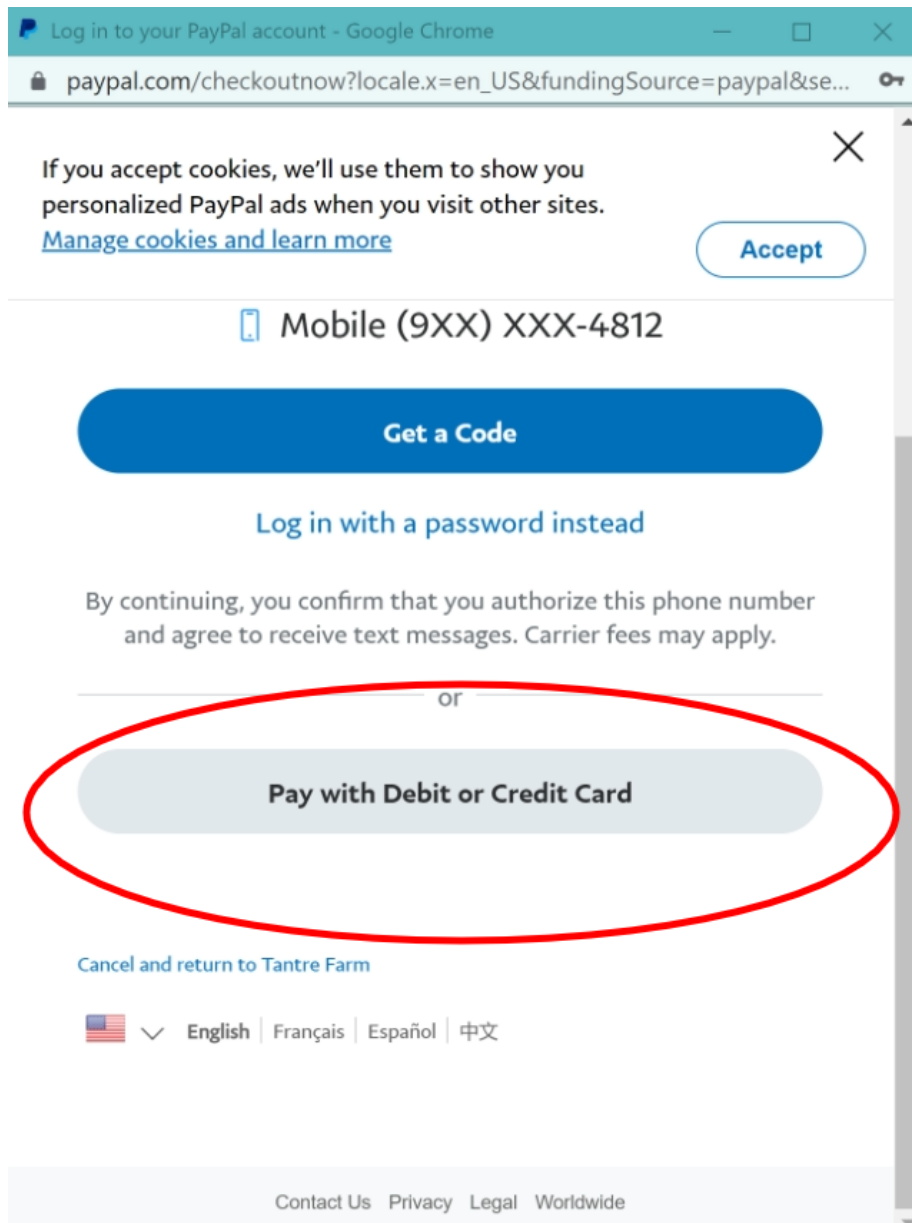 Log in to your PayPal account - Google Chrome
paypal.com/checkoutnow?locale.x=en_US&fundingSource=paypal&se...
If you accept cookies, we'll use them to show you
personalized PayPal ads when you visit other sites.
Manage cookies and learn more
Accept
Mobile (9XX) XXX-4812
Get a Code
Log in with a password instead
By continuing, you confirm that you authorize this phone number
and agree to receive text messages. Carrier fees may apply.
or
Pay with Debit or Credit Card
Cancel and return to Tantre Farm
English Français Español 中文
Contact Us Privacy Legal Worldwide